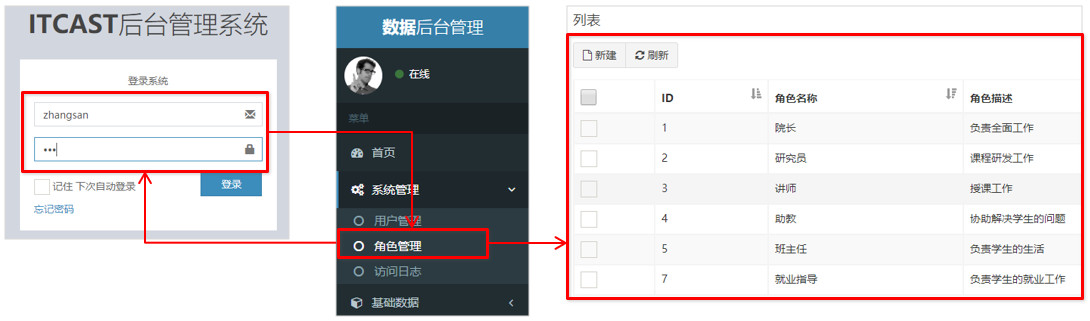 ITCAST后台管理系统
登录系统
zhangsan
•••
记住 下次自动登录
登录
忘记密码
数据后台管理
在线
菜单
首页
系统管理
用户管理
角色管理
访问日志
基础数据
列表
新建 刷新
ID 角色名称 角色描述
1 院长 负责全面工作
2 研究员 课程研发工作
3 讲师 授课工作
4 助教 协助解决学生的问题
5 班主任 负责学生的生活
7 就业指导 负责学生的就业工作